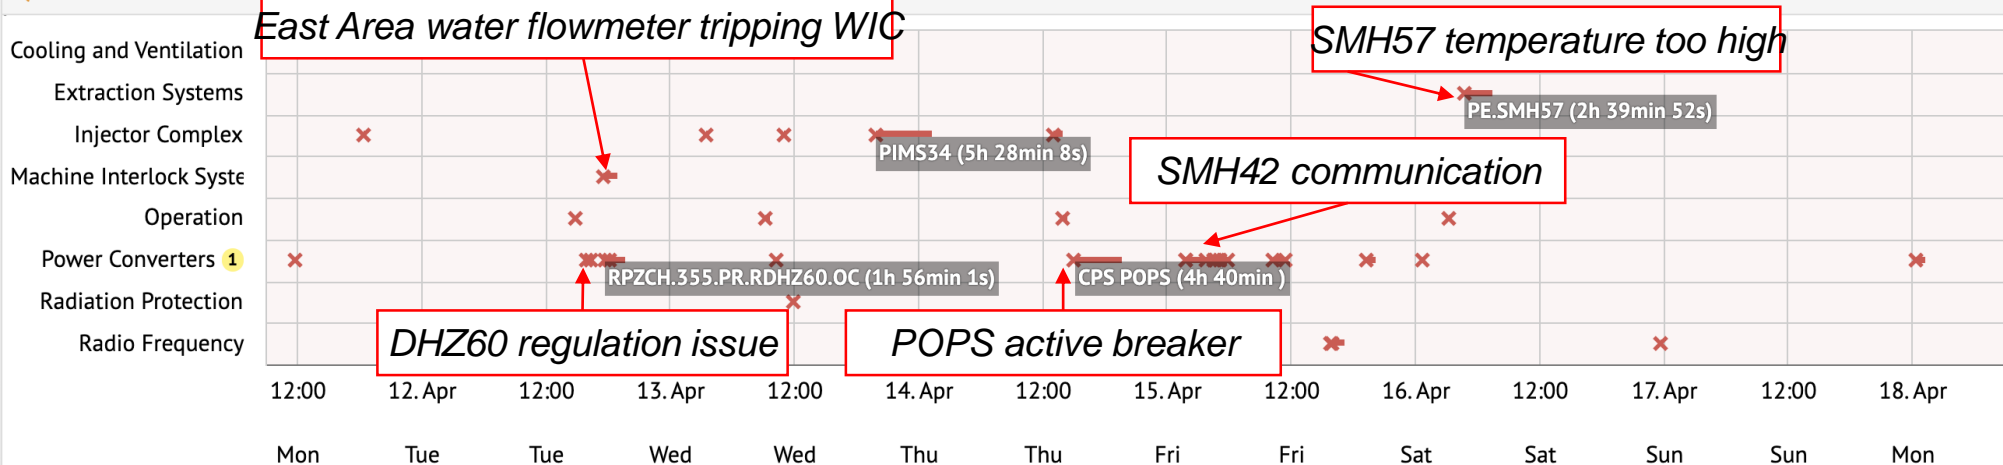 East Area water flowmeter tripping WIC
SMH57 temperature too high
Cooling and Ventilation
Extraction Systems
PE.SMH57 (2h 39min 52s)
Injector Complex
PIMS34 (5h 28min 8s)
SMH42 communication
Machine Interlock Syste
Operation
Power Converters 1
RPZCH.355.PR.RDHZ60.OC (1h 56min 1s)
CPS POPS (4h 40min )
Radiation Protection
DHZ60 regulation issue
POPS active breaker
Radio Frequency
12:00 12. Apr 12:00 13. Apr 12:00 14. Apr 12:00 15. Apr 12:00 16. Apr 12:00 17. Apr 12:00 18. Apr
Mon Tue Tue Wed Wed Thu Thu Fri Fri Sat Sat Sun Sun Mon